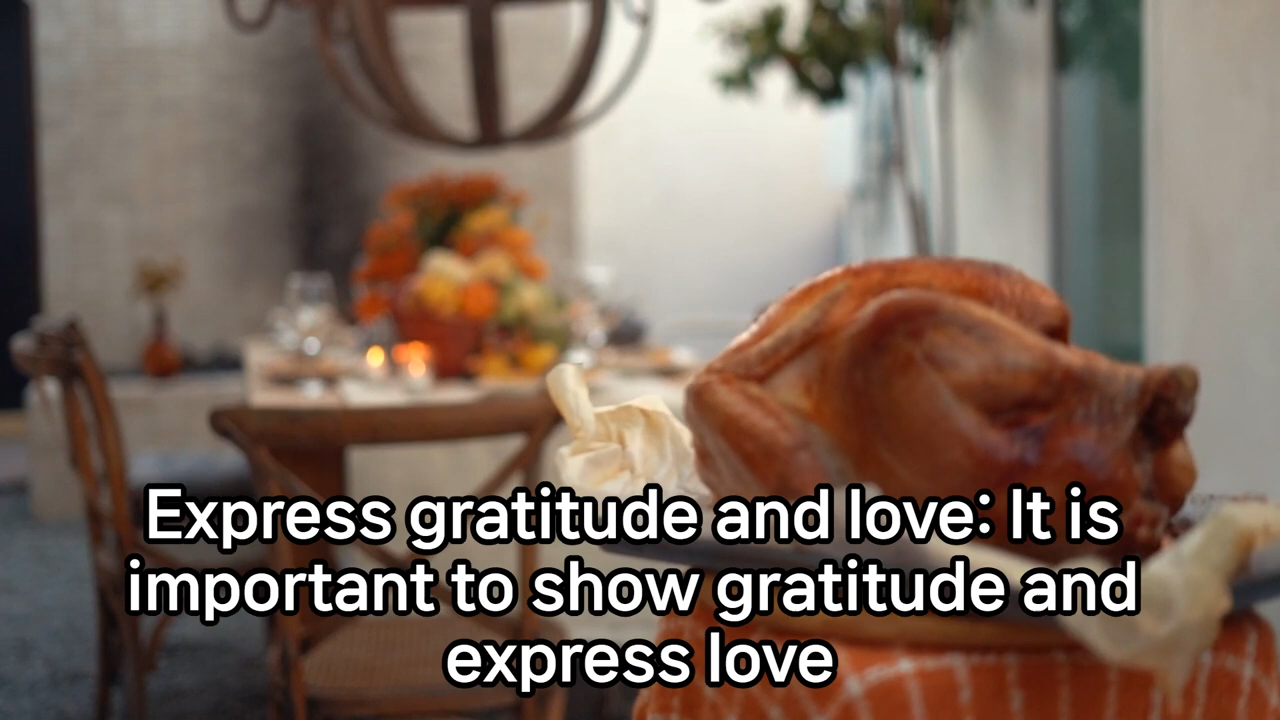 Express gratitude and love: It is
important to show gratitude and
express love